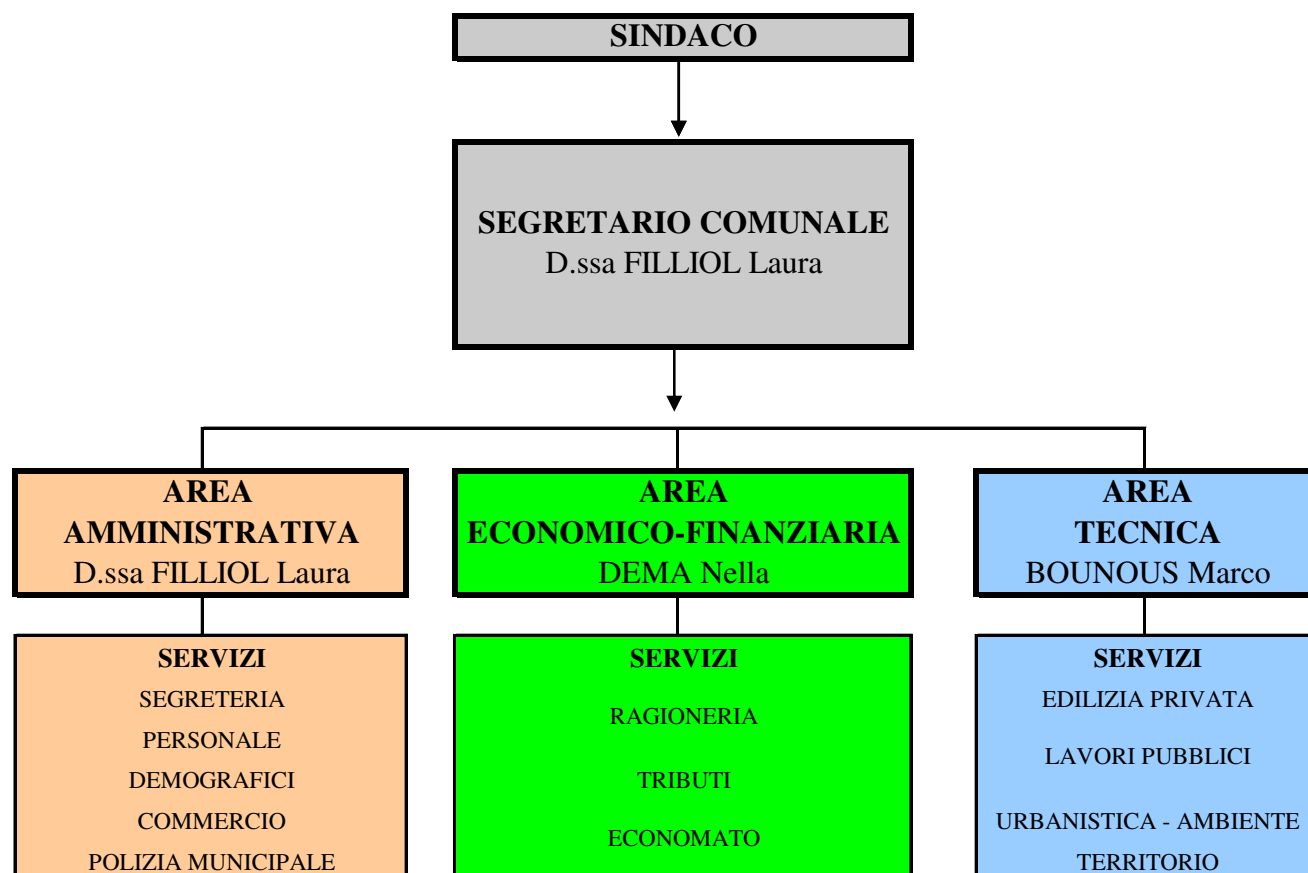 SINDACO
SEGRETARIO COMUNALE
D.ssa FILLIOL Laura
AREA
AMMINISTRATIVA
D.ssa FILLIOL Laura
AREA
ECONOMICO-FINANZIARIA
DEMA Nella
AREA
TECNICA
BOUNOUS Marco
SERVIZI
SEGRETERIA
PERSONALE
DEMOGRAFICI
COMMERCIO
POLIZIA MUNICIPALE
SERVIZI
RAGIONERIA
TRIBUTI
ECONOMATO
SERVIZI
EDILIZIA PRIVATA
LAVORI PUBBLICI
URBANISTICA - AMBIENTE
TERRITORIO